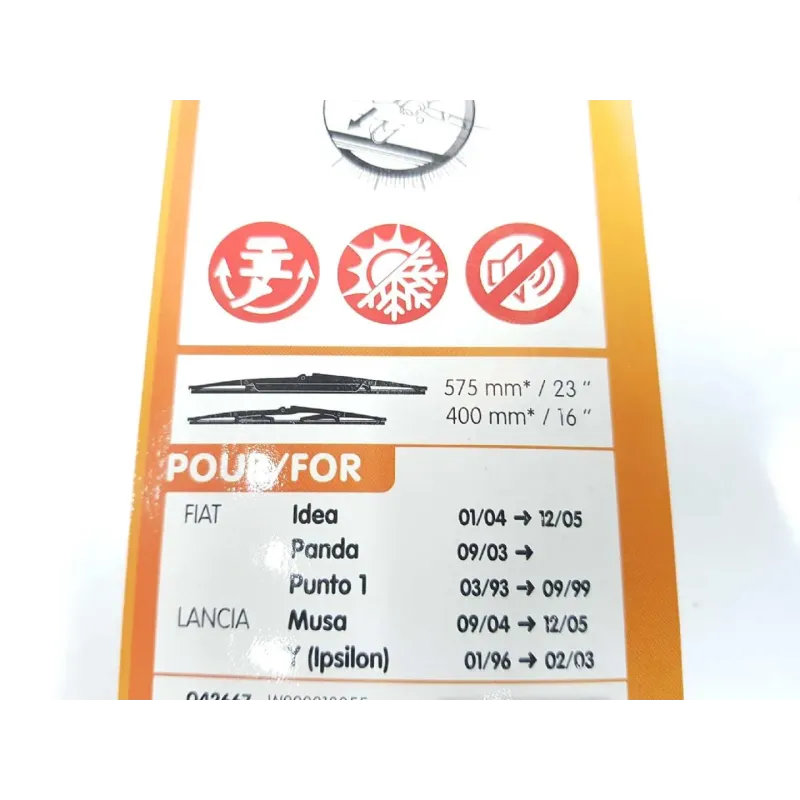 575 mm* / 23 "
400 mm* / 16 "
POUR/FOR
FIAT Idea 01/04 → 12/05
Panda 09/03 →
Punto 1 03/93 → 09/99
LANCIA Musa 09/04 → 12/05
Y (Ipsilon) 01/96 → 02/03